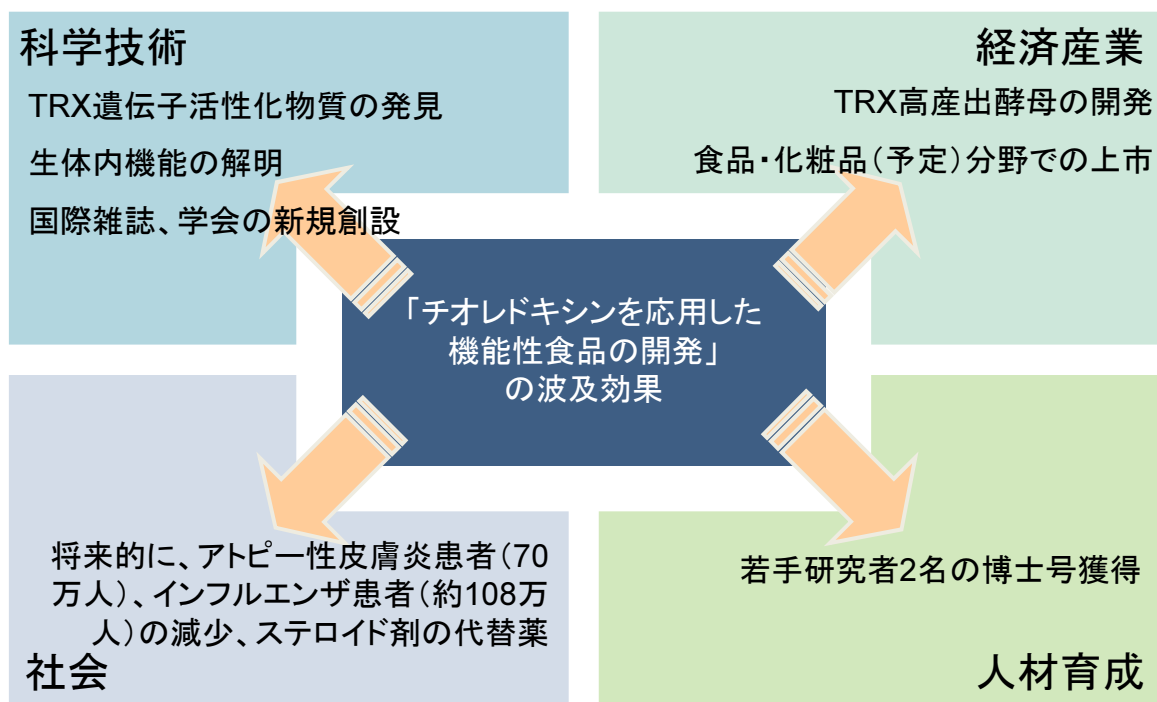 科学技術
TRX遺伝子活性化物質の発見
生体内機能の解明
国際雑誌、学会の新規創設
経済産業
TRX高産出酵母の開発
食品・化粧品（予定）分野での上市
「チオレドキシンを応用した
機能性食品の開発」
の波及効果
将来的に、アトピー性皮膚炎患者（70
万人）、インフルエンザ患者（約108万
人）の減少、ステロイド剤の代替薬
社会
若手研究者2名の博士号獲得
人材育成